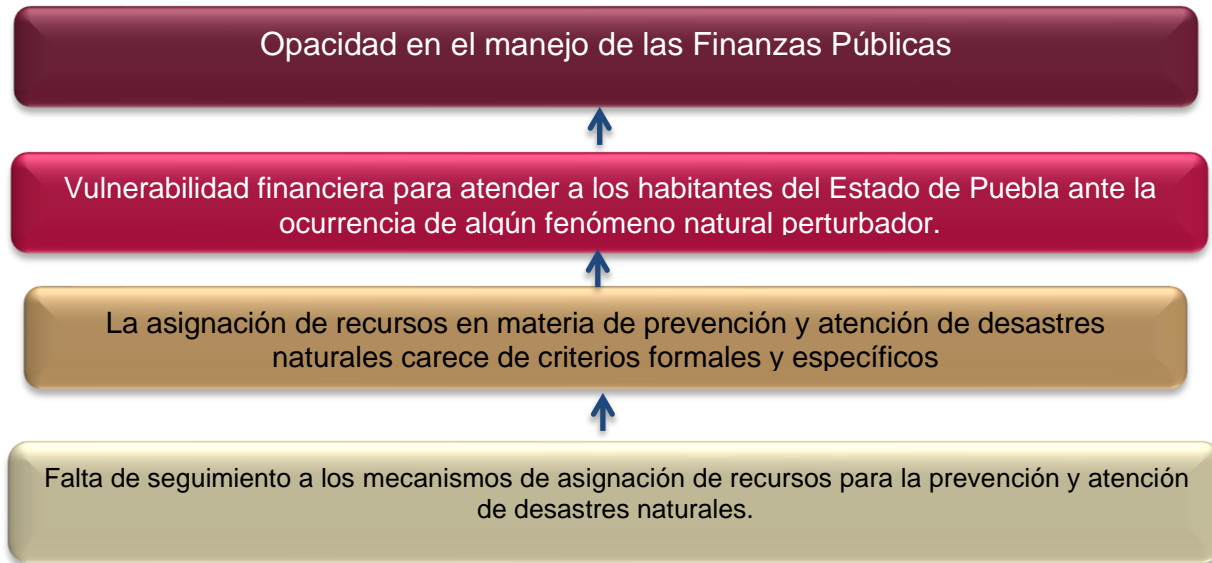 Opacidad en el manejo de las Finanzas Públicas
Vulnerabilidad financiera para atender a los habitantes del Estado de Puebla ante la
ocurrencia de algún fenómeno natural perturbador.
La asignación de recursos en materia de prevención y atención de desastres
naturales carece de criterios formales y específicos
Falta de seguimiento a los mecanismos de asignación de recursos para la prevención y atención
de desastres naturales.